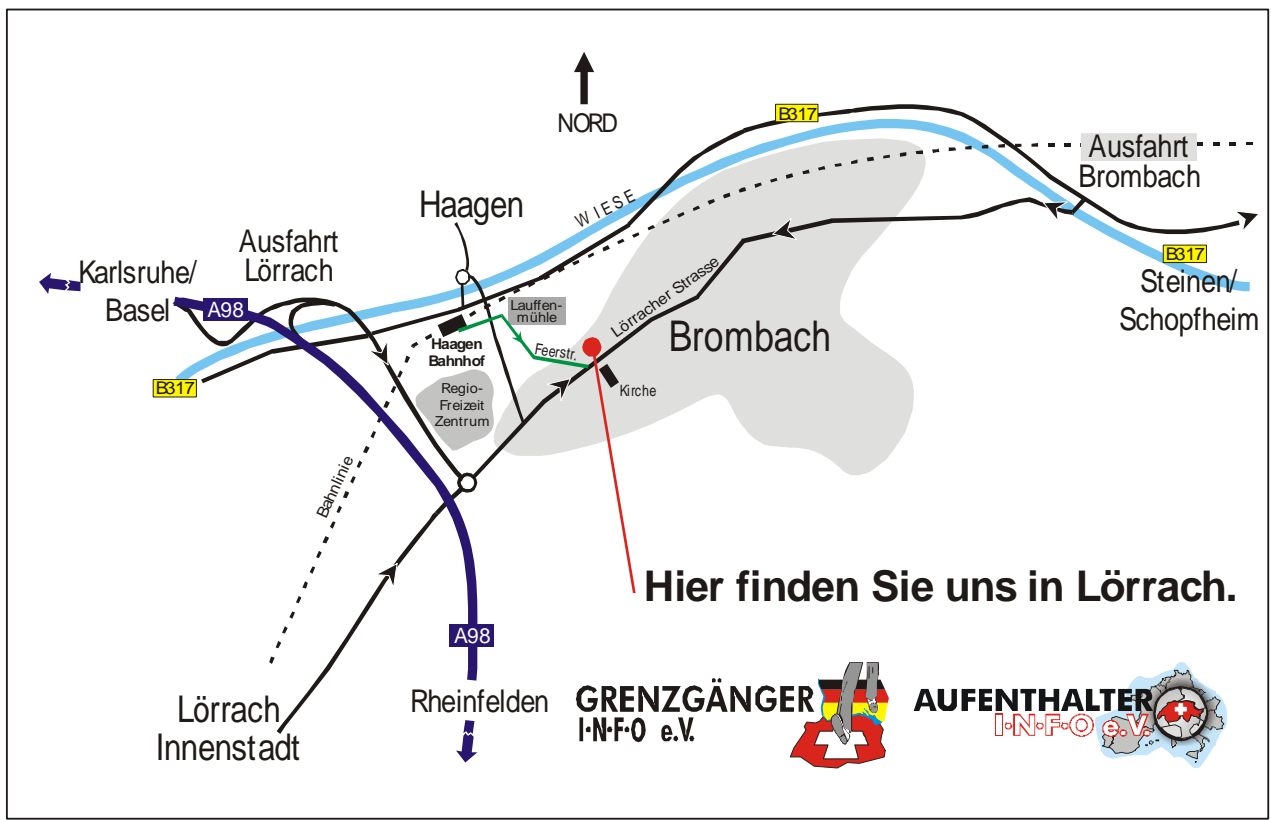 NORD
B317
Ausfahrt
Brombach
WIESE
Haagen
Ausfahrt
Lörrach
Karlsruhe/
Basel
A98
B317
Steinen/
Schopfheim
Lauffen-
mühle
Lörracher Strasse
Brombach
Haagen
Bahnhof
Feerstr.
Kirche
B317
Regio-
Freizeit
Zentrum
Bahnlinie
Hier finden Sie uns in Lörrach.
A98
Rheinfelden
Lörrach
Innenstadt
GRENZGÄNGER
I·N·F·O e.V.
AUFENTHALTER
I·N·F·O e.V.